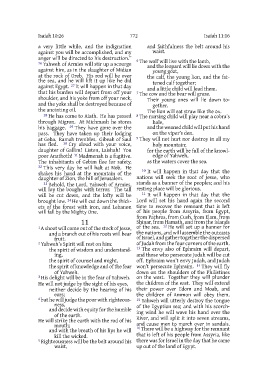 Isaiah 10:26
772
Isaiah 11:16
a very little while, and the indignation
against you will be accomplished, and my
anger will be directed to his destruction."
26 Yahweh of Armies will stir up a scourge
against him, as in the slaughter of Midian
at the rock of Oreb. His rod will be over
the sea, and he will lift it up like he did
against Egypt. 27 It will happen in that day
that his burden will depart from off your
shoulder, and his yoke from off your neck,
and the yoke shall be destroyed because of
the anointing oil.
28 He has come to Aiath. He has passed
through Migron. At Michmash he stores
his baggage. 29 They have gone over the
pass. They have taken up their lodging
at Geba. Ramah trembles. Gibeah of Saul
has fled. 30 Cry aloud with your voice,
daughter of Gallim! Listen, Laishah! You
poor Anathoth! 31 Madmenah is a fugitive.
The inhabitants of Gebim flee for safety.
32 This very day he will halt at Nob. He
shakes his hand at the mountain of the
daughter of Zion, the hill of Jerusalem.
33 Behold, the Lord, Yahweh of Armies,
will lop the boughs with terror. The tall
will be cut down, and the lofty will be
brought low. 34 He will cut down the thick-
ets of the forest with iron, and Lebanon
will fall by the Mighty One.
11
A shoot will come out of the stock of Jesse,
and a branch out of his roots will bear
fruit.
2 Yahweh's Spirit will rest on him:
the spirit of wisdom and understand-
ing,
the spirit of counsel and might,
the spirit of knowledge and of the fear
of Yahweh.
3 His delight will be in the fear of Yahweh.
He will not judge by the sight of his eyes,
neither decide by the hearing of his
ears;
4 but he will judge the poor with righteous-
ness,
and decide with equity for the humble
of the earth.
He will strike the earth with the rod of his
mouth;
and with the breath of his lips he will
kill the wicked.
5 Righteousness will be the belt around his
waist,
and faithfulness the belt around his
waist.
6 The wolf will live with the lamb,
and the leopard will lie down with the
young goat,
the calf, the young lion, and the fat-
tened calf together;
and a little child will lead them.
7 The cow and the bear will graze.
Their young ones will lie down to-
gether.
The lion will eat straw like the ox.
8 The nursing child will play near a cobra's
hole,
and the weaned child will put his hand
on the viper's den.
9 They will not hurt nor destroy in all my
holy mountain;
for the earth will be full of the knowl-
edge of Yahweh,
as the waters cover the sea.
10 It will happen in that day that the
nations will seek the root of Jesse, who
stands as a banner of the peoples; and his
resting place will be glorious.
11 It will happen in that day that the
Lord will set his hand again the second
time to recover the remnant that is left
of his people from Assyria, from Egypt,
from Pathros, from Cush, from Elam, from
Shinar, from Hamath, and from the islands
of the sea. 12 He will set up a banner for
the nations, and will assemble the outcasts
of Israel, and gather together the dispersed
of Judah from the four corners of the earth.
13 The envy also of Ephraim will depart,
and those who persecute Judah will be cut
off. Ephraim won't envy Judah, and Judah
won't persecute Ephraim. 14 They will fly
down on the shoulders of the Philistines
on the west. Together they will plunder
the children of the east. They will extend
their power over Edom and Moab, and
the children of Ammon will obey them.
15 Yahweh will utterly destroy the tongue
of the Egyptian sea; and with his scorch-
ing wind he will wave his hand over the
River, and will split it into seven streams,
and cause men to march over in sandals.
16 There will be a highway for the remnant
that is left of his people from Assyria, like
there was for Israel in the day that he came
up out of the land of Egypt.